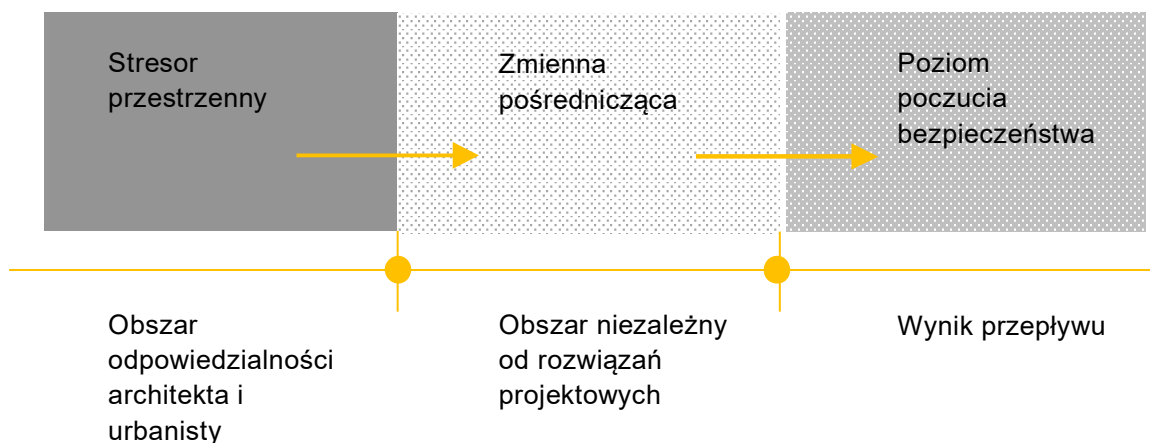 Stresor
przestrzenny
Zmienna
pośrednicząca
Poziom
poczucia
bezpieczeństwa
Obszar
odpowiedzialności
architekta i
urbanisty
Obszar niezależny
od rozwiązań
projektowych
Wynik przepływu